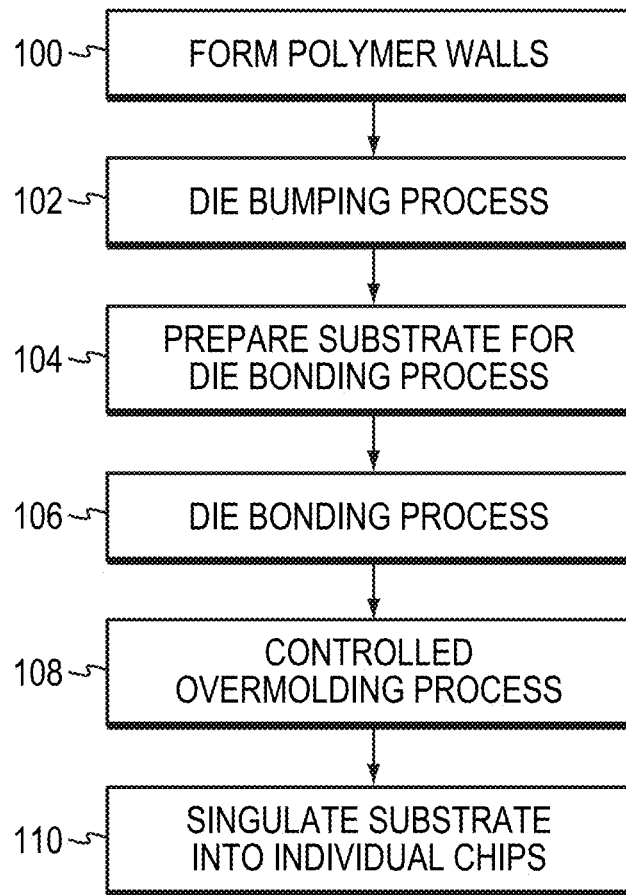 100 FORM POLYMER WALLS
102 DIE BUMPING PROCESS
104 PREPARE SUBSTRATE FOR
DIE BONDING PROCESS
106 DIE BONDING PROCESS
108 CONTROLLED
OVERMOLDING PROCESS
110 SINGULATE SUBSTRATE
INTO INDIVIDUAL CHIPS